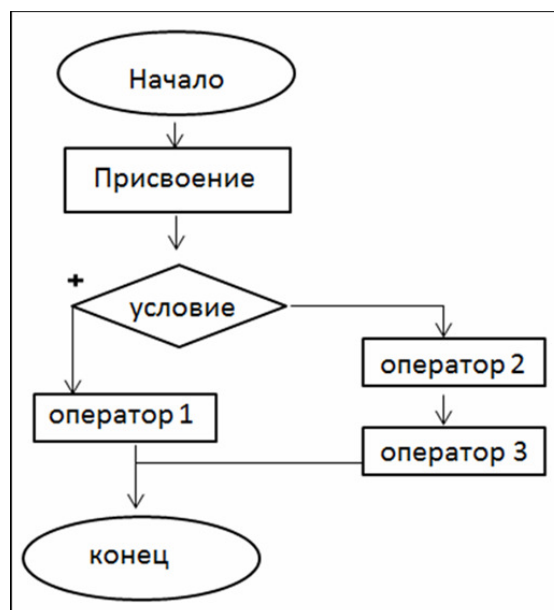 Начало
Присвоение
+
условие
оператор 2
оператор 1
оператор 3
конец